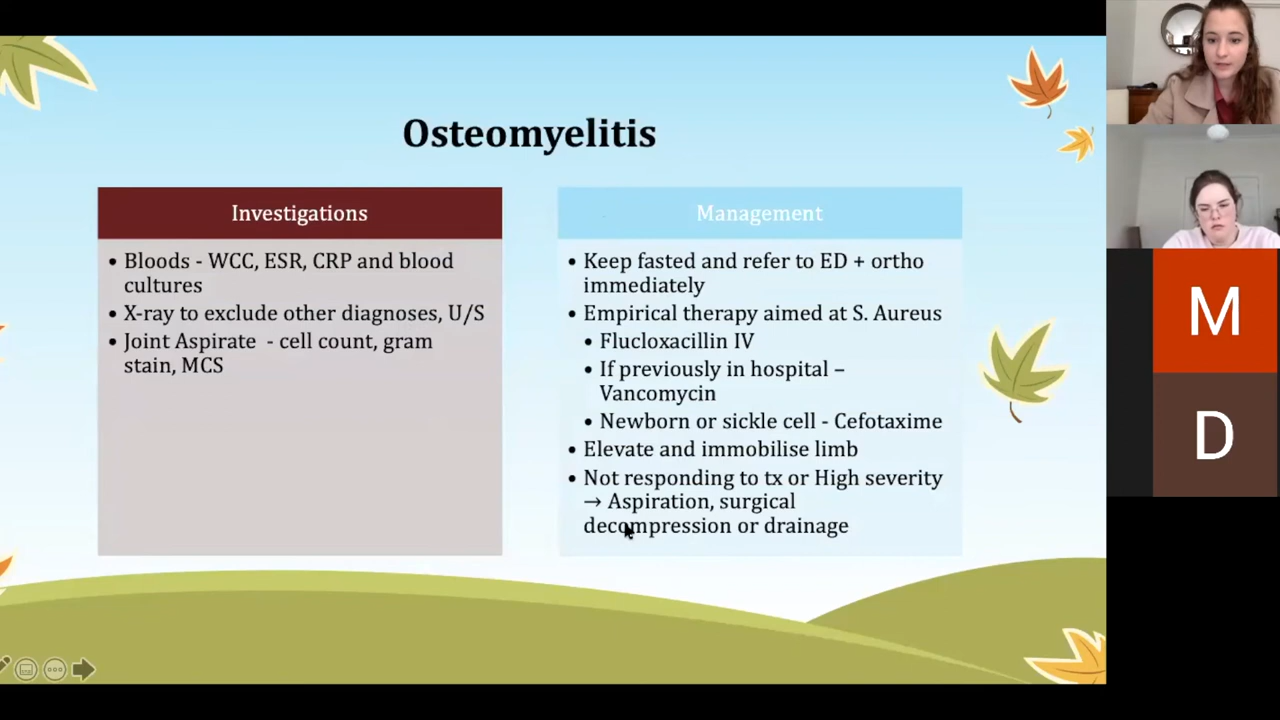 Osteomyelitis
Investigations
• Bloods - WCC, ESR, CRP and blood
cultures
• X-ray to exclude other diagnoses, U/S
• Joint Aspirate - cell count, gram
stain, MCS
Management
• Keep fasted and refer to ED + ortho
immediately
• Empirical therapy aimed at S. Aureus
• Flucloxacillin IV
• If previously in hospital –
Vancomycin
• Newborn or sickle cell - Cefotaxime
• Elevate and immobilise limb
• Not responding to tx or High severity
→ Aspiration, surgical
decompression or drainage
M
D